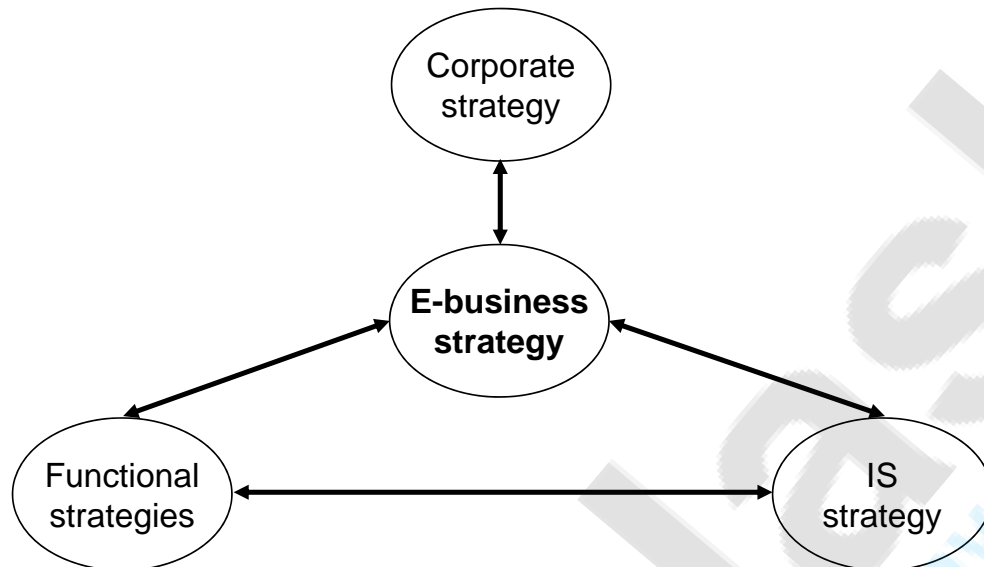 Corporate
strategy
E-business
strategy
Functional
strategies
IS
strategy